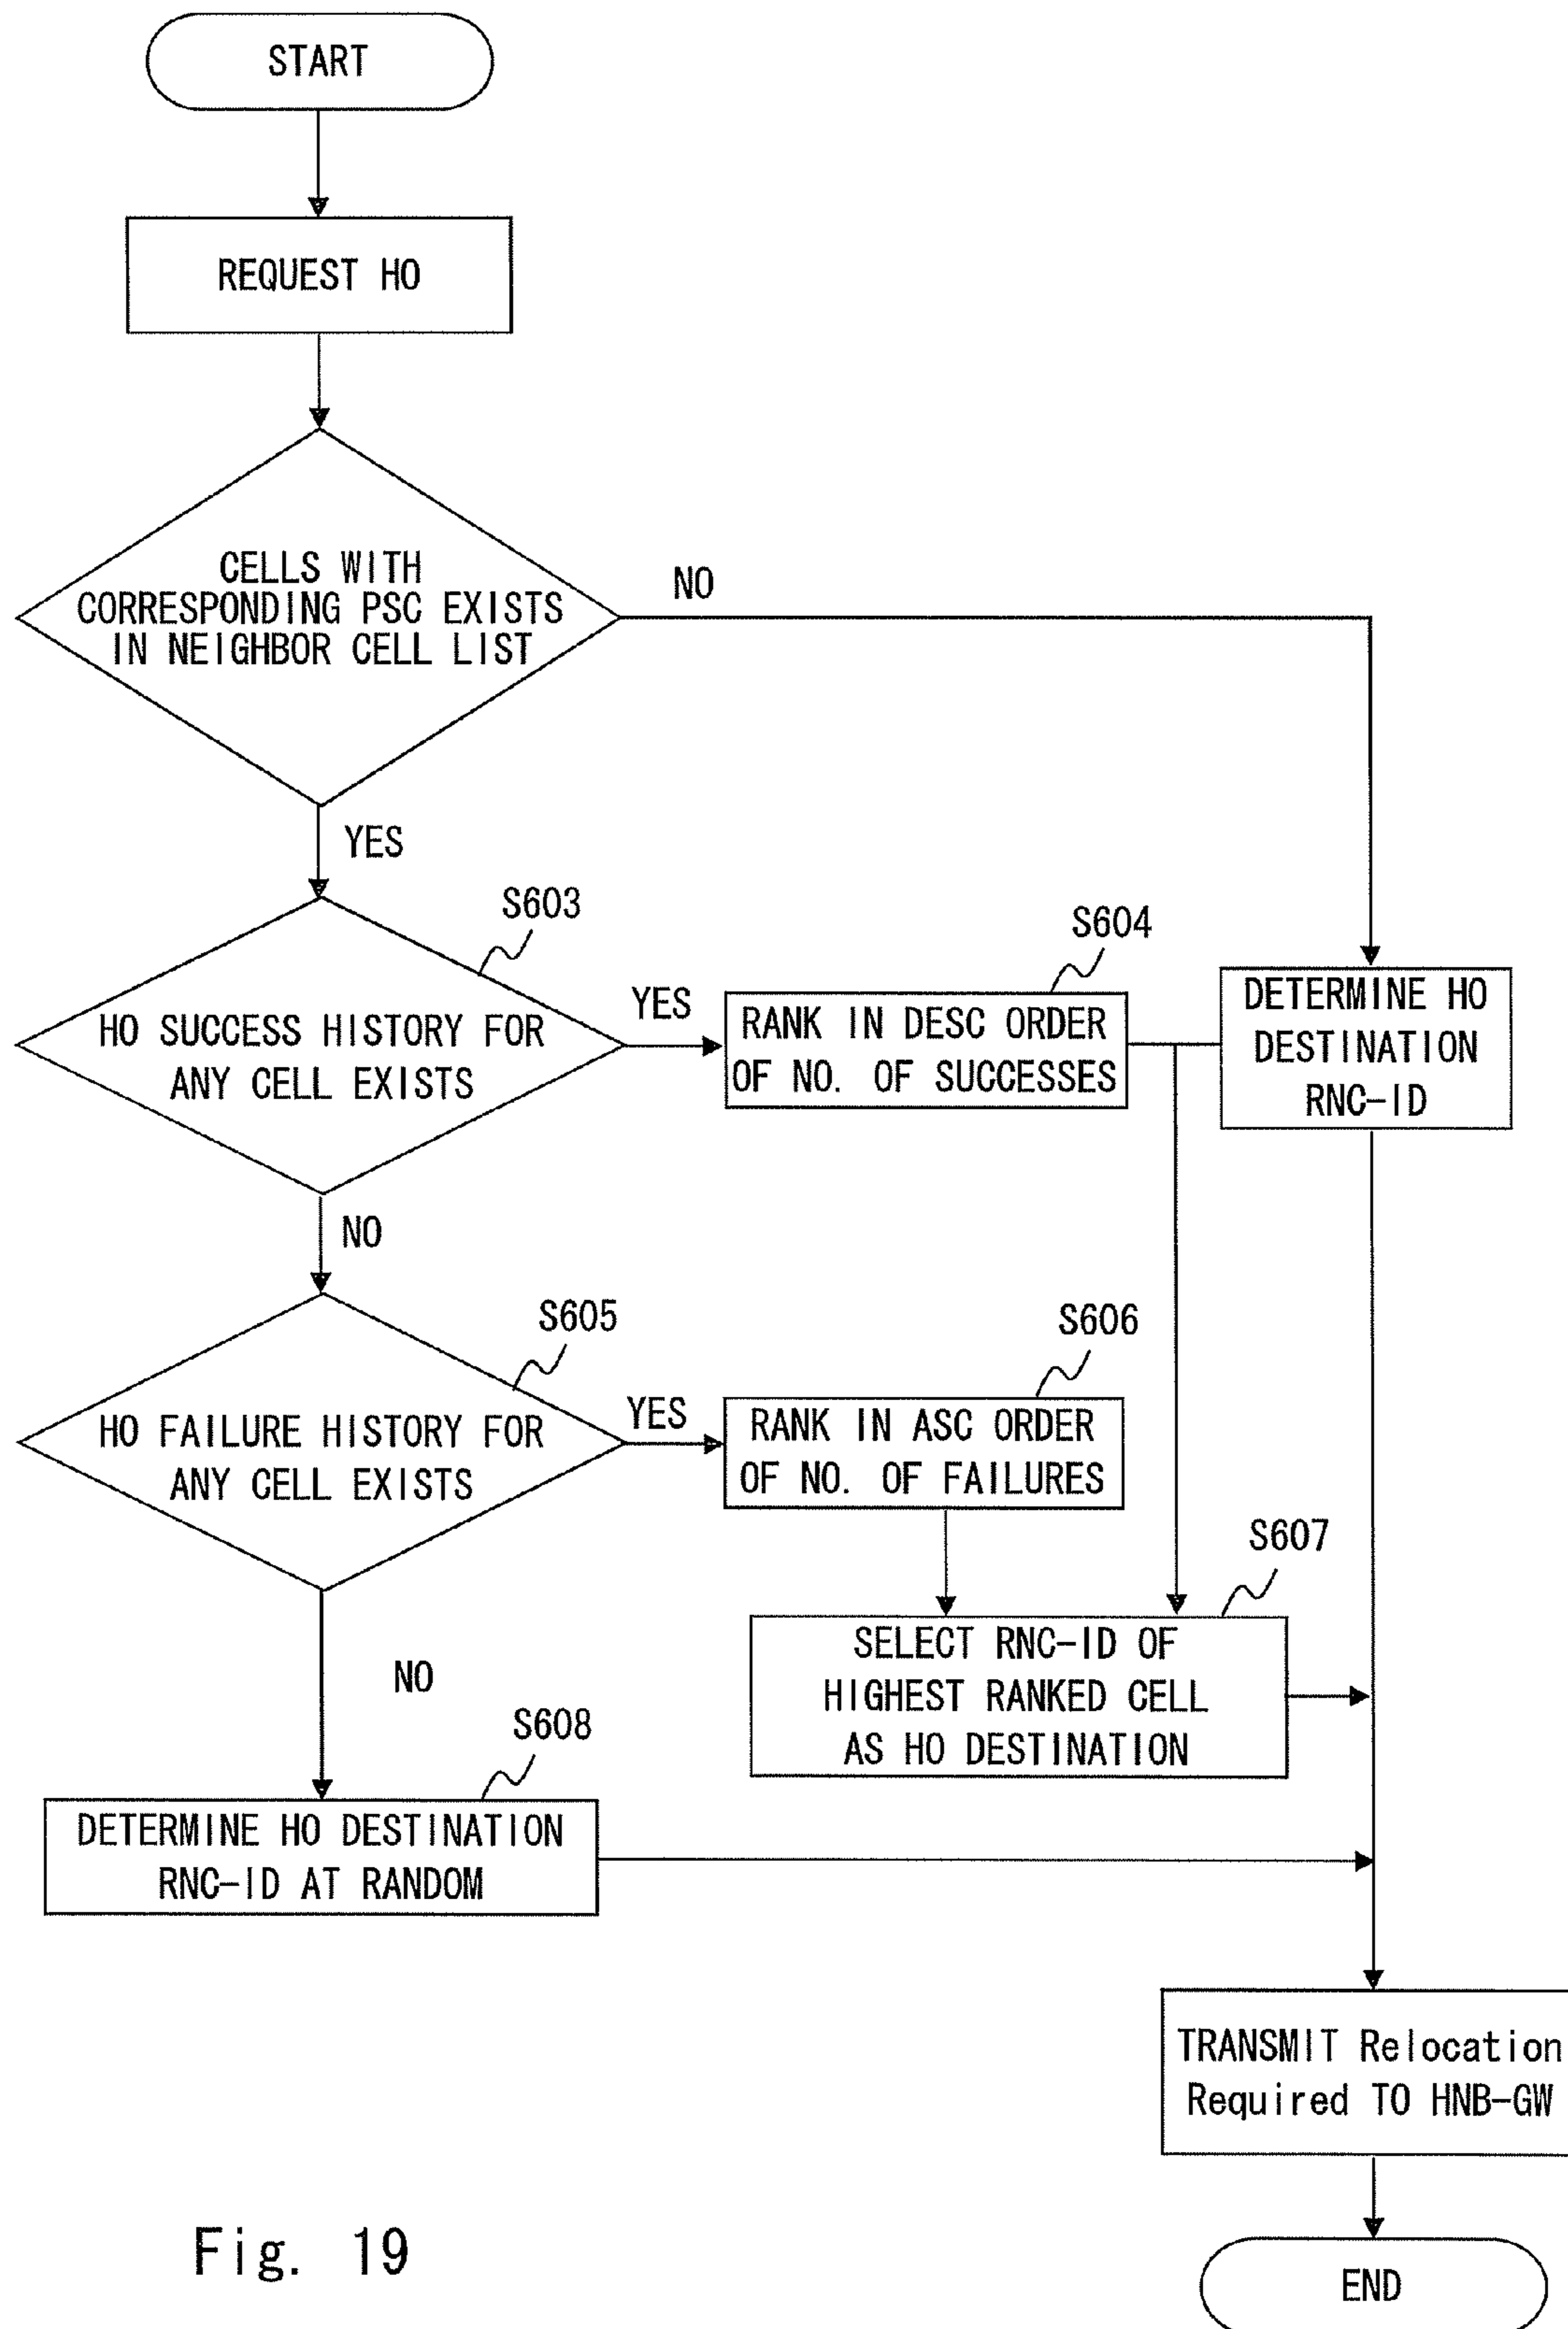 START
REQUEST HO
CELLS WITH
CORRESPONDING PSC EXISTS
IN NEIGHBOR CELL LIST
NO
YES
S603
HO SUCCESS HISTORY FOR
ANY CELL EXISTS
YES
S604
RANK IN DESC ORDER
OF NO. OF SUCCESSES
DETERMINE HO
DESTINATION
RNC-ID
NO
S605
HO FAILURE HISTORY FOR
ANY CELL EXISTS
YES
S606
RANK IN ASC ORDER
OF NO. OF FAILURES
S607
SELECT RNC-ID OF
HIGHEST RANKED CELL
AS HO DESTINATION
NO
S608
DETERMINE HO DESTINATION
RNC-ID AT RANDOM
TRANSMIT Relocation
Required TO HNB-GW
END
Fig. 19